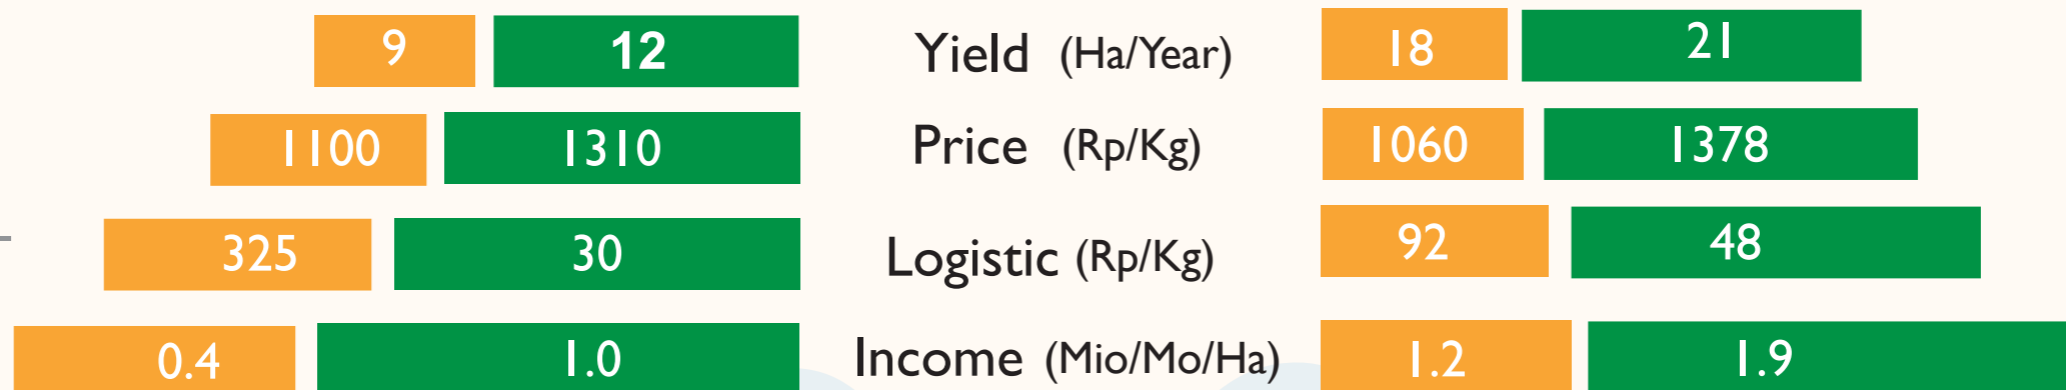 9 12 Yield (Ha/Year) 18 21
1100 1310 Price (Rp/Kg) 1060 1378
325 30 Logistic (Rp/Kg) 92 48
0.4 1.0 Income (Mio/Mo/Ha) 1.2 1.9